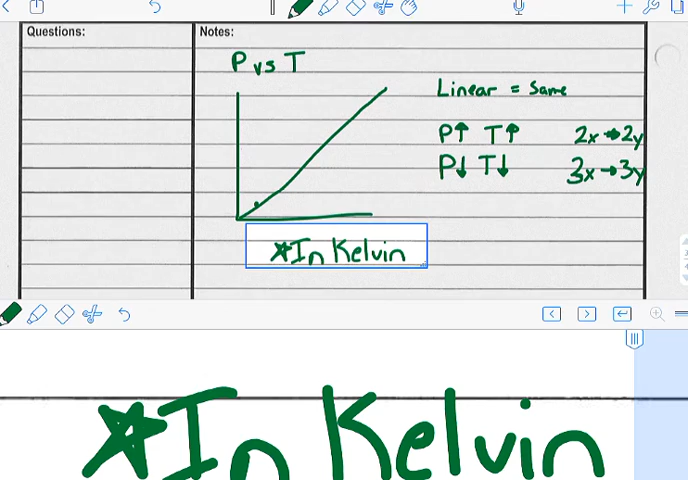 Questions:
Notes:
P vs T
Linear = Same
P↑ T↑ 2x→2y
P↓ T↓ 3x→3y
*In Kelvin
*In Kelvin